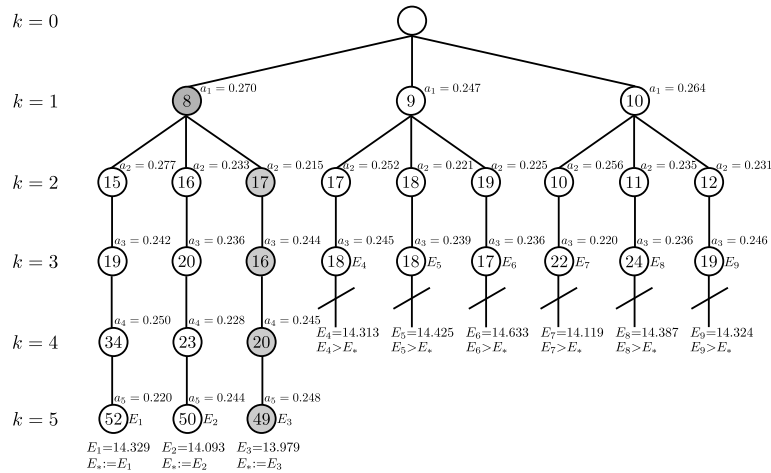 k = 0
k = 1
8 a₁ = 0.270 9 a₁ = 0.247 10 a₁ = 0.264
k = 2
15 a₂ = 0.277 16 a₂ = 0.233 17 a₂ = 0.215 17 a₂ = 0.252 18 a₂ = 0.221 19 a₂ = 0.225 10 a₂ = 0.256 11 a₂ = 0.235 12 a₂ = 0.231
k = 3
19 a₃ = 0.242 20 a₃ = 0.236 16 a₃ = 0.244 18 a₃ = 0.245 E₄ 18 a₃ = 0.239 E₅ 17 a₃ = 0.236 E₆ 22 a₃ = 0.220 E₇ 24 a₃ = 0.236 E₈ 19 a₃ = 0.246 E₉
k = 4
34 a₄ = 0.250 23 a₄ = 0.228 20 a₄ = 0.245
E₄=14.313 E₅=14.425 E₆=14.633 E₇=14.119 E₈=14.387 E₉=14.324
E₄>E* E₅>E* E₆>E* E₇>E* E₈>E* E₉>E*
k = 5
52 a₅ = 0.220 E₁ 50 a₅ = 0.244 E₂ 49 a₅ = 0.248 E₃
E₁=14.329 E₂=14.093 E₃=13.979
E*:=E₁ E*:=E₂ E*:=E₃